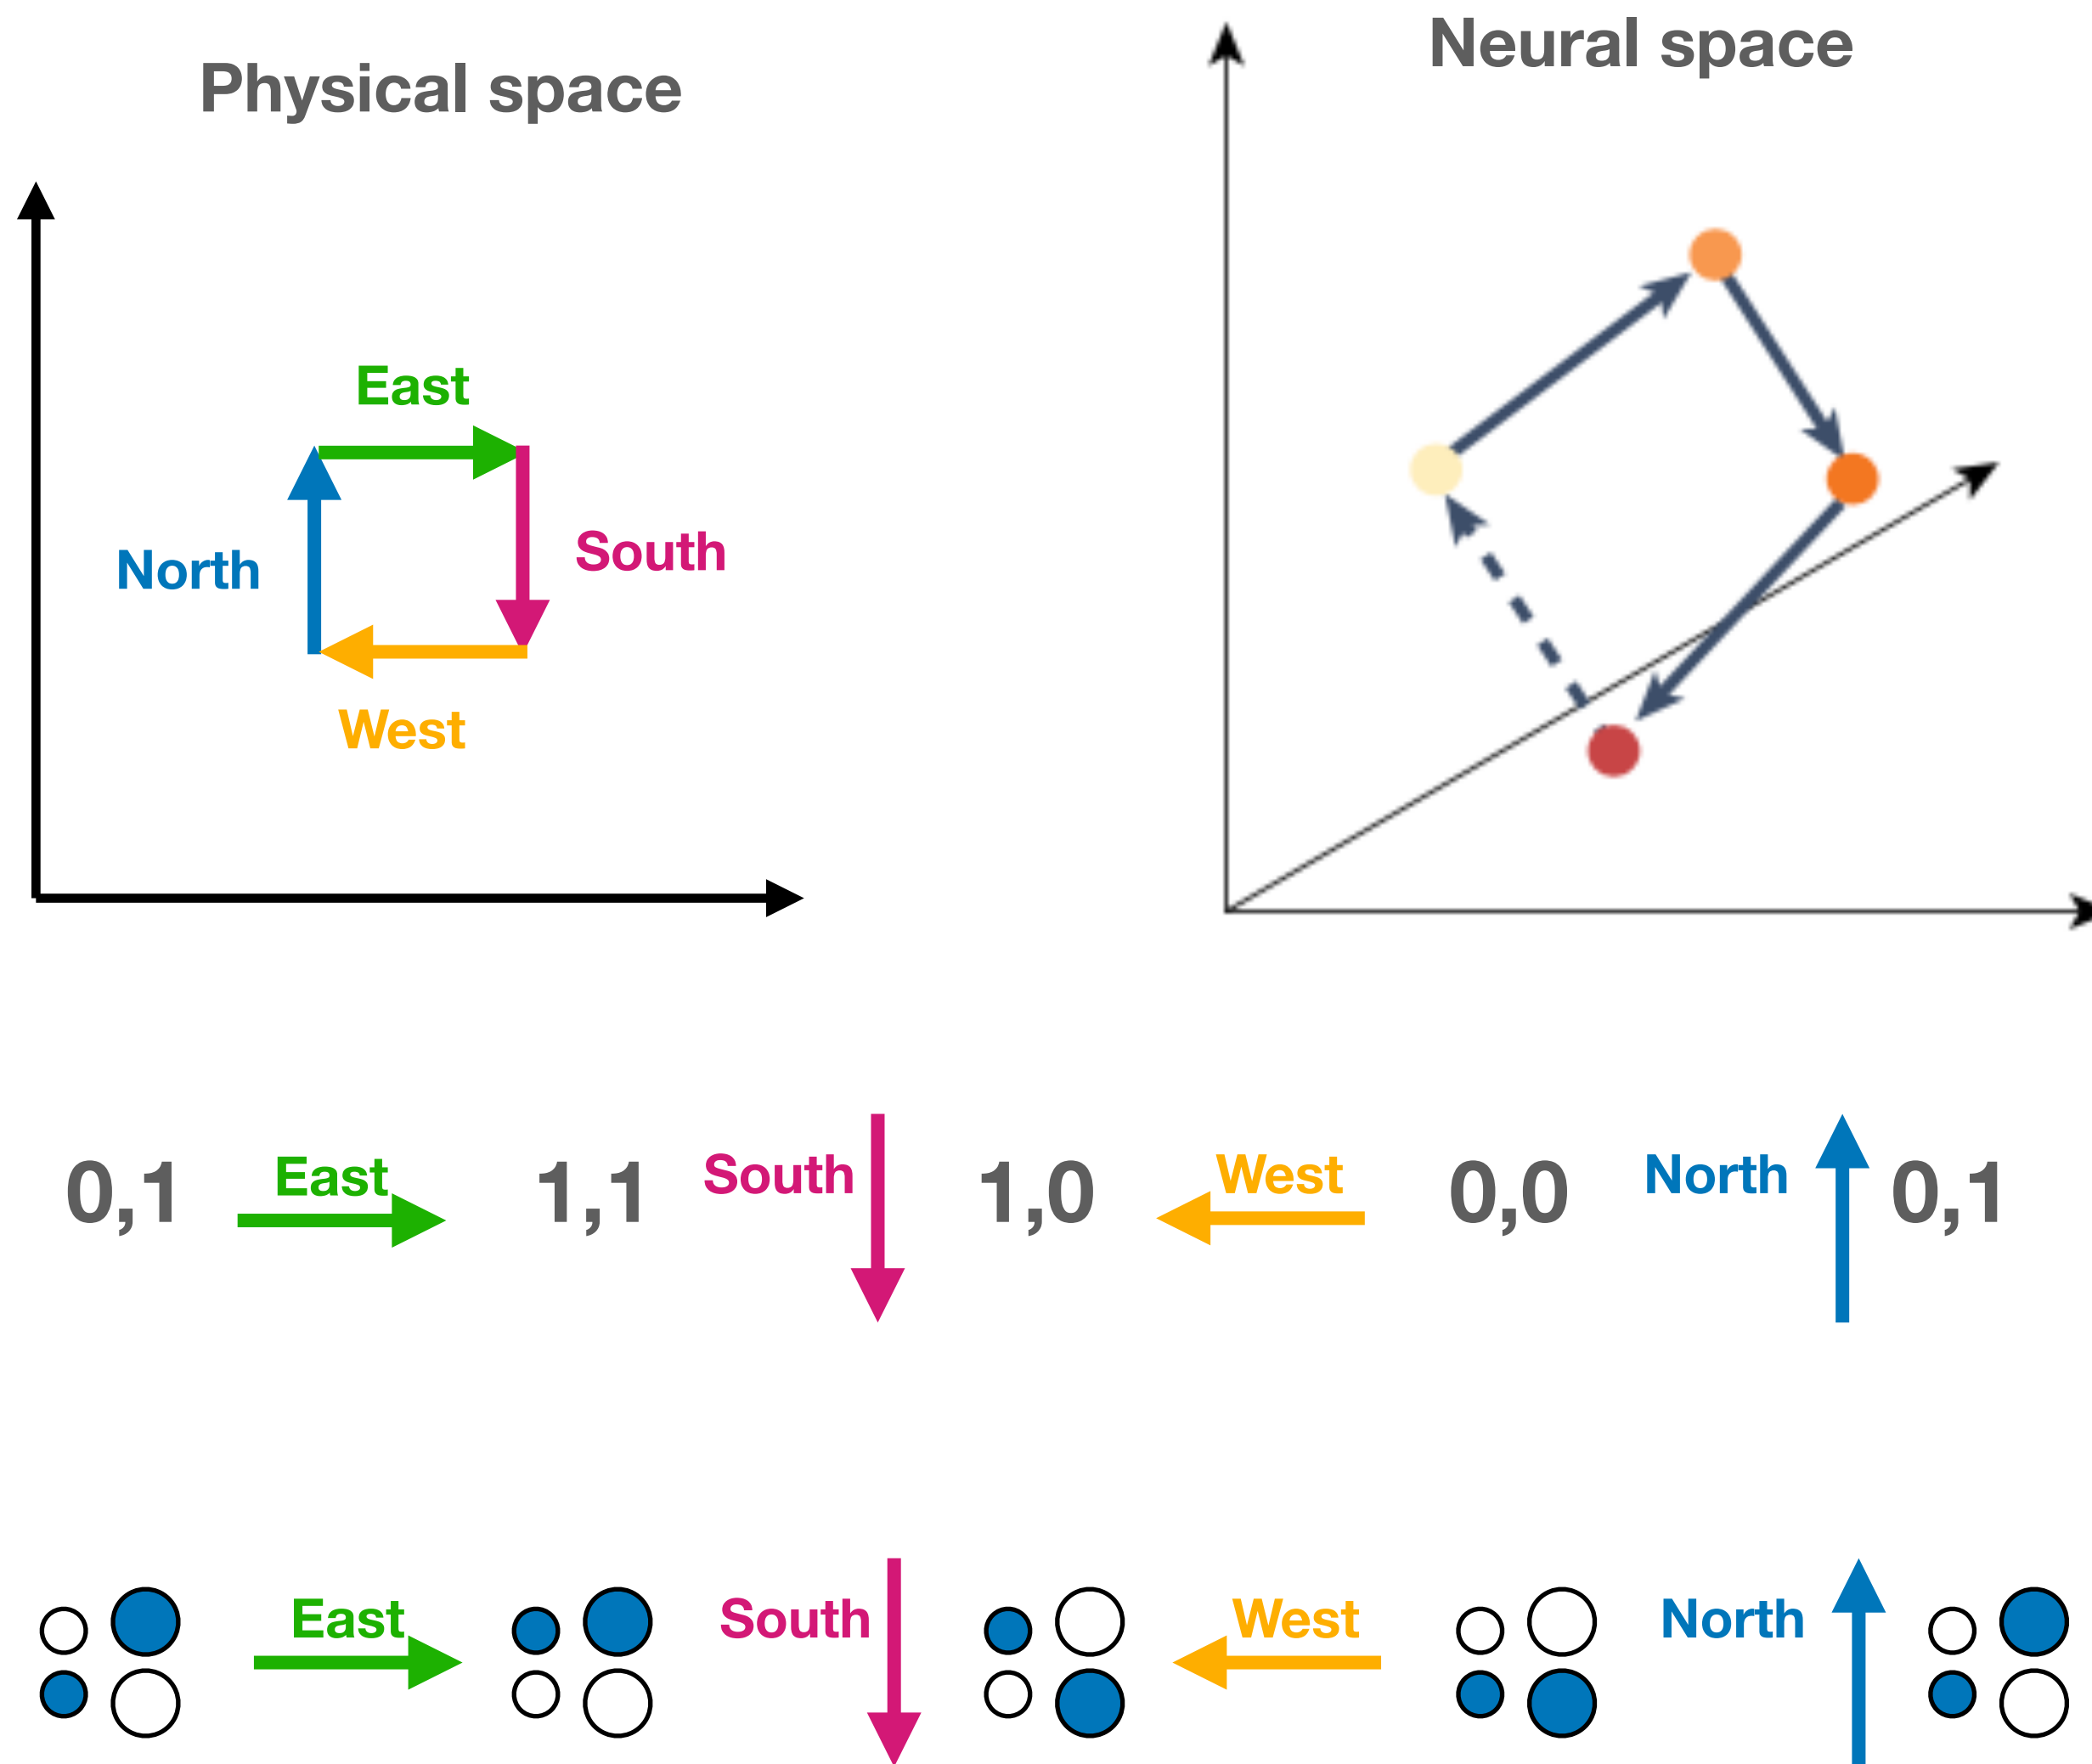 Physical space
Neural space
East
North
South
West
0,1 East 1,1 South 1,0 West 0,0 North 0,1
East South West North